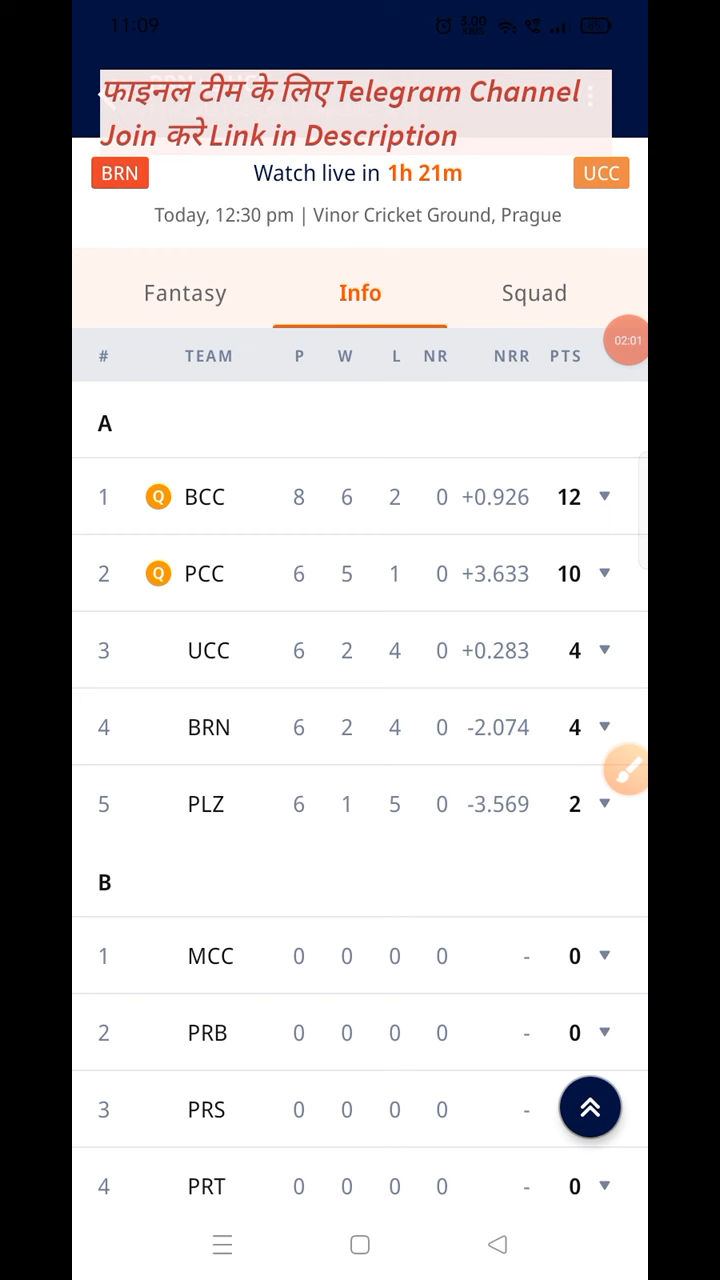 11:09
3.00
फाइनल टीम के लिए Telegram Channel
Join करे Link in Description
BRN Watch live in 1h 21m UCC
Today, 12:30 pm | Vinor Cricket Ground, Prague
Fantasy Info Squad
02:01
# TEAM P W L NR NRR PTS
A
1 Q BCC 8 6 2 0 +0.926 12
2 Q PCC 6 5 1 0 +3.633 10
3 UCC 6 2 4 0 +0.283 4
4 BRN 6 2 4 0 -2.074 4
5 PLZ 6 1 5 0 -3.569 2
B
1 MCC 0 0 0 0 - 0
2 PRB 0 0 0 0 - 0
3 PRS 0 0 0 0 -
4 PRT 0 0 0 0 - 0